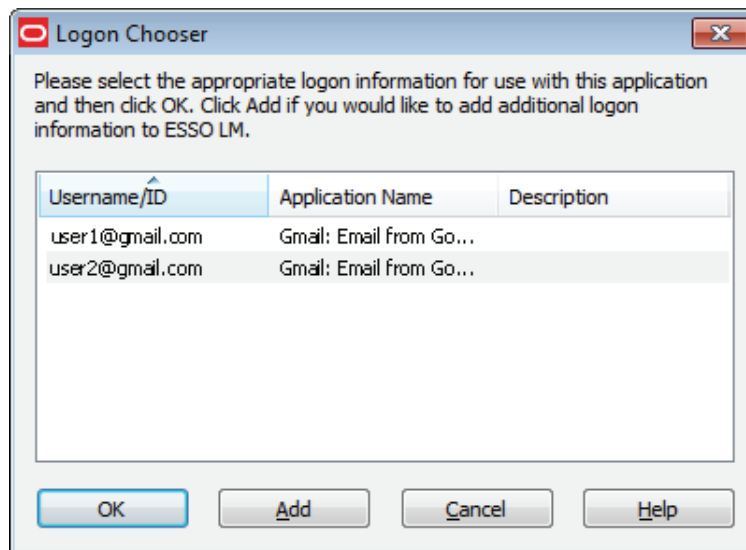 Logon Chooser
Please select the appropriate logon information for use with this application
and then click OK. Click Add if you would like to add additional logon
information to ESSO LM.
Username/ID Application Name Description
user1@gmail.com Gmail: Email from Go...
user2@gmail.com Gmail: Email from Go...
OK Add Cancel Help